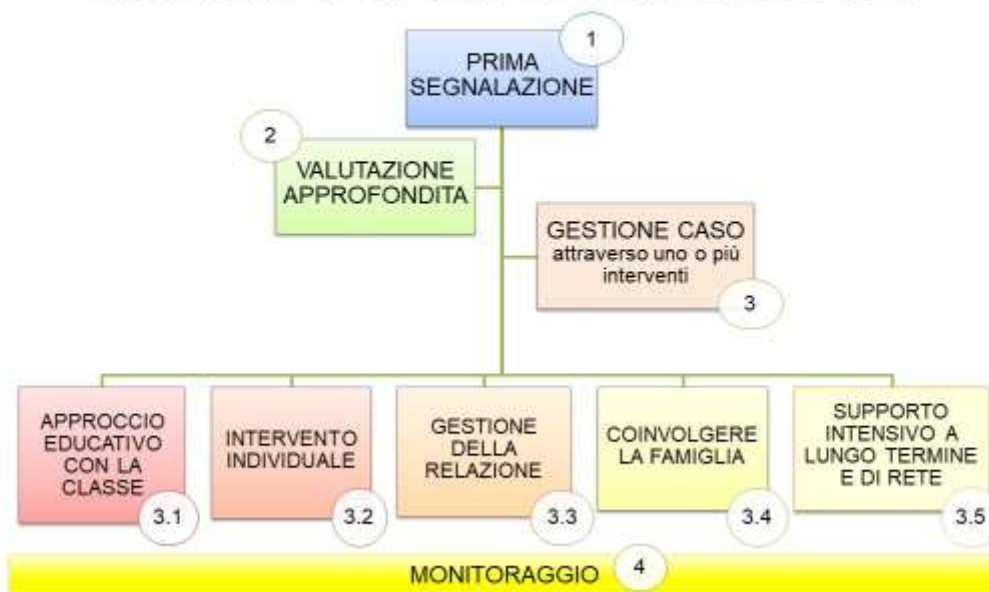 1
PRIMA
SEGNALAZIONE
2
VALUTAZIONE
APPROFONDITA
GESTIONE CASO
attraverso uno o più
interventi
3
APPROCCIO
EDUCATIVO
CON LA
CLASSE
3.1
INTERVENTO
INDIVIDUALE
3.2
GESTIONE
DELLA
RELAZIONE
3.3
COINVOLGERE
LA FAMIGLIA
3.4
SUPPORTO
INTENSIVO A
LUNGO TERMINE
E DI RETE
3.5
MONITORAGGIO 4